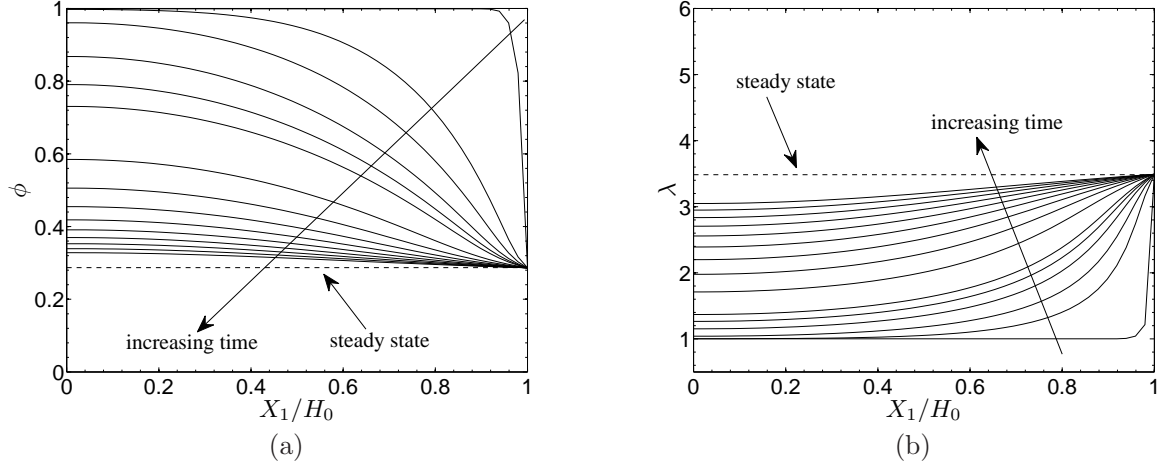 1
0.8
0.6
0.4
0.2
0
ϕ
increasing time
steady state
0 0.2 0.4 0.6 0.8 1
X₁/H₀
(a)
6
5
4
3
2
1
λ
steady state
increasing time
0 0.2 0.4 0.6 0.8 1
X₁/H₀
(b)